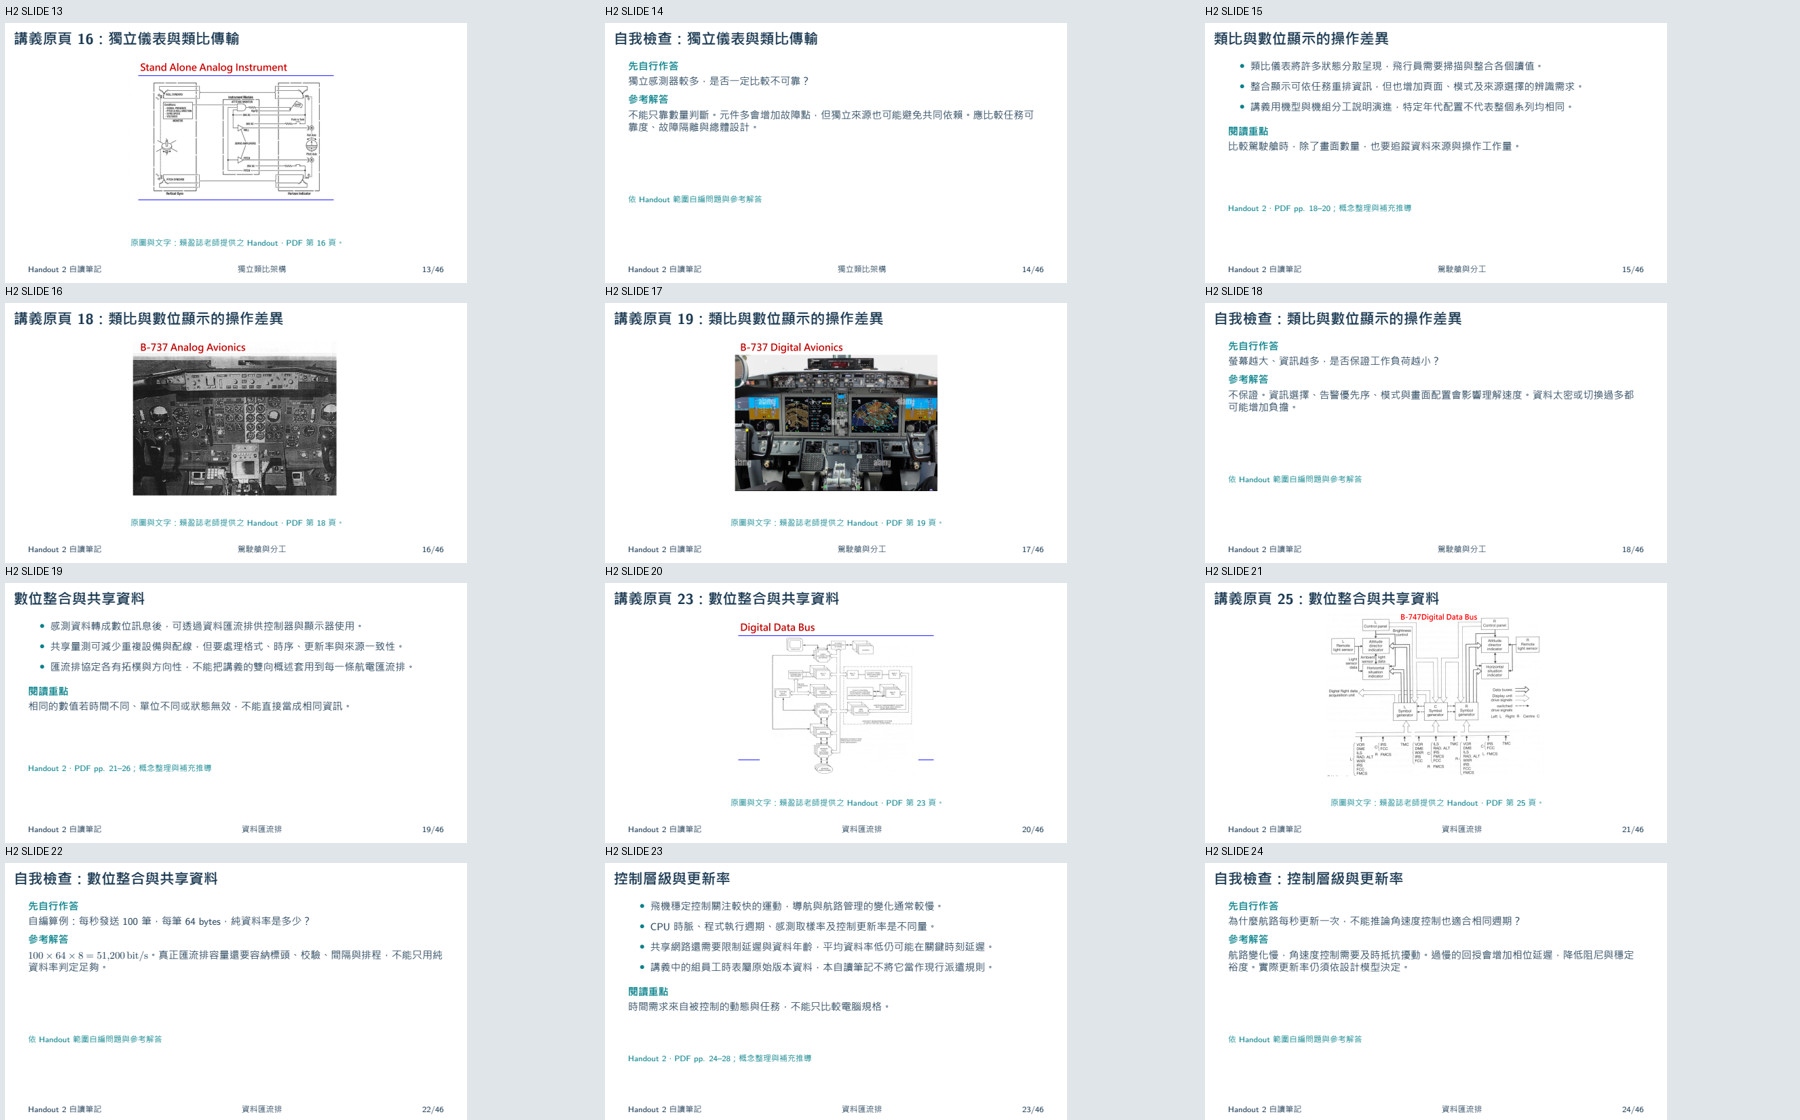 H2 SLIDE 13
講義原頁 16：獨立儀表與類比傳輸
Stand Alone Analog Instrument
原圖與文字：賴盈誌老師提供之 Handout，PDF 第 16 頁。
Handout 2 自讀筆記
獨立類比架構
13/46
H2 SLIDE 14
自我檢查：獨立儀表與類比傳輸
先自行作答
獨立感測器較多，是否一定比較不可靠？
參考解答
不能只靠數量判斷。元件多會增加故障點，但獨立來源也可能避免共同依賴。應比較任務可
靠度、故障隔離與總體設計。
依 Handout 範圍自編問題與參考解答
Handout 2 自讀筆記
獨立類比架構
14/46
H2 SLIDE 15
類比與數位顯示的操作差異
• 類比儀表將許多狀態分散呈現，飛行員需要掃描與整合各個讀值。
• 整合顯示可依任務重排資訊，但也增加頁面、模式及來源選擇的辨識需求。
• 講義用機型與機組分工說明演進，特定年代配置不代表整個系列均相同。
閱讀重點
比較駕駛艙時，除了畫面數量，也要追蹤資料來源與操作工作量。
Handout 2，PDF pp. 18–20；概念整理與補充推導
Handout 2 自讀筆記
駕駛艙與分工
15/46
H2 SLIDE 16
講義原頁 18：類比與數位顯示的操作差異
B-737 Analog Avionics
原圖與文字：賴盈誌老師提供之 Handout，PDF 第 18 頁。
Handout 2 自讀筆記
駕駛艙與分工
16/46
H2 SLIDE 17
講義原頁 19：類比與數位顯示的操作差異
B-737 Digital Avionics
原圖與文字：賴盈誌老師提供之 Handout，PDF 第 19 頁。
Handout 2 自讀筆記
駕駛艙與分工
17/46
H2 SLIDE 18
自我檢查：類比與數位顯示的操作差異
先自行作答
螢幕越大、資訊越多，是否保證工作負荷越小？
參考解答
不保證。資訊選擇、告警優先序、模式與畫面配置會影響理解速度。資料太密或切換過多都
可能增加負擔。
依 Handout 範圍自編問題與參考解答
Handout 2 自讀筆記
駕駛艙與分工
18/46
H2 SLIDE 19
數位整合與共享資料
• 感測資料轉成數位訊息後，可透過資料匯流排供控制器與顯示器使用。
• 共享量測可減少重複設備與配線，但要處理格式、時序、更新率與來源一致性。
• 匯流排協定各有拓樸與方向性，不能把講義的雙向概述套用到每一條航電匯流排。
閱讀重點
相同的數值若時間不同、單位不同或狀態無效，不能直接當成相同資訊。
Handout 2，PDF pp. 21–26；概念整理與補充推導
Handout 2 自讀筆記
資料匯流排
19/46
H2 SLIDE 20
講義原頁 23：數位整合與共享資料
Digital Data Bus
原圖與文字：賴盈誌老師提供之 Handout，PDF 第 23 頁。
Handout 2 自讀筆記
資料匯流排
20/46
H2 SLIDE 21
講義原頁 25：數位整合與共享資料
B-747Digital Data Bus
L
Control panel
R
Control panel
Brightness
control
L
Remote
light sensor
Attitude
director
indicator
Attitude
director
indicator
R
Remote
light sensor
Light
sensor
data
Horizontal
situation
indicator
Horizontal
situation
indicator
Digital flight data
acquisition unit
Data buses
Display unit
drive signals
switched
drive signals
Left L Right R Centre C
L
Symbol
generator
C
Symbol
generator
R
Symbol
generator
原圖與文字：賴盈誌老師提供之 Handout，PDF 第 25 頁。
Handout 2 自讀筆記
資料匯流排
21/46
H2 SLIDE 22
自我檢查：數位整合與共享資料
先自行作答
自編算例：每秒發送 100 筆，每筆 64 bytes，純資料率是多少？
參考解答
100 × 64 × 8 = 51,200 bit/s。真正匯流排容量還要容納標頭、校驗、間隔與排程，不能只用純
資料率判定足夠。
依 Handout 範圍自編問題與參考解答
Handout 2 自讀筆記
資料匯流排
22/46
H2 SLIDE 23
控制層級與更新率
• 飛機穩定控制關注較快的運動，導航與航路管理的變化通常較慢。
• CPU 時脈、程式執行週期、感測取樣率及控制更新率是不同量。
• 共享網路還需要限制延遲與資料年齡，平均資料率低仍可能在關鍵時刻延遲。
• 講義中的組員工時表屬原始版本資料，本自讀筆記不將它當作現行派遣規則。
閱讀重點
時間需求來自被控制的動態與任務，不能只比較電腦規格。
Handout 2，PDF pp. 24–28；概念整理與補充推導
Handout 2 自讀筆記
資料匯流排
23/46
H2 SLIDE 24
自我檢查：控制層級與更新率
先自行作答
為什麼航路每秒更新一次，不能推論角速度控制也適合相同週期？
參考解答
航路變化慢，角速度控制需要及時抵抗擾動。過慢的回授會增加相位延遲，降低阻尼與穩定
裕度。實際更新率仍須依設計模型決定。
依 Handout 範圍自編問題與參考解答
Handout 2 自讀筆記
資料匯流排
24/46